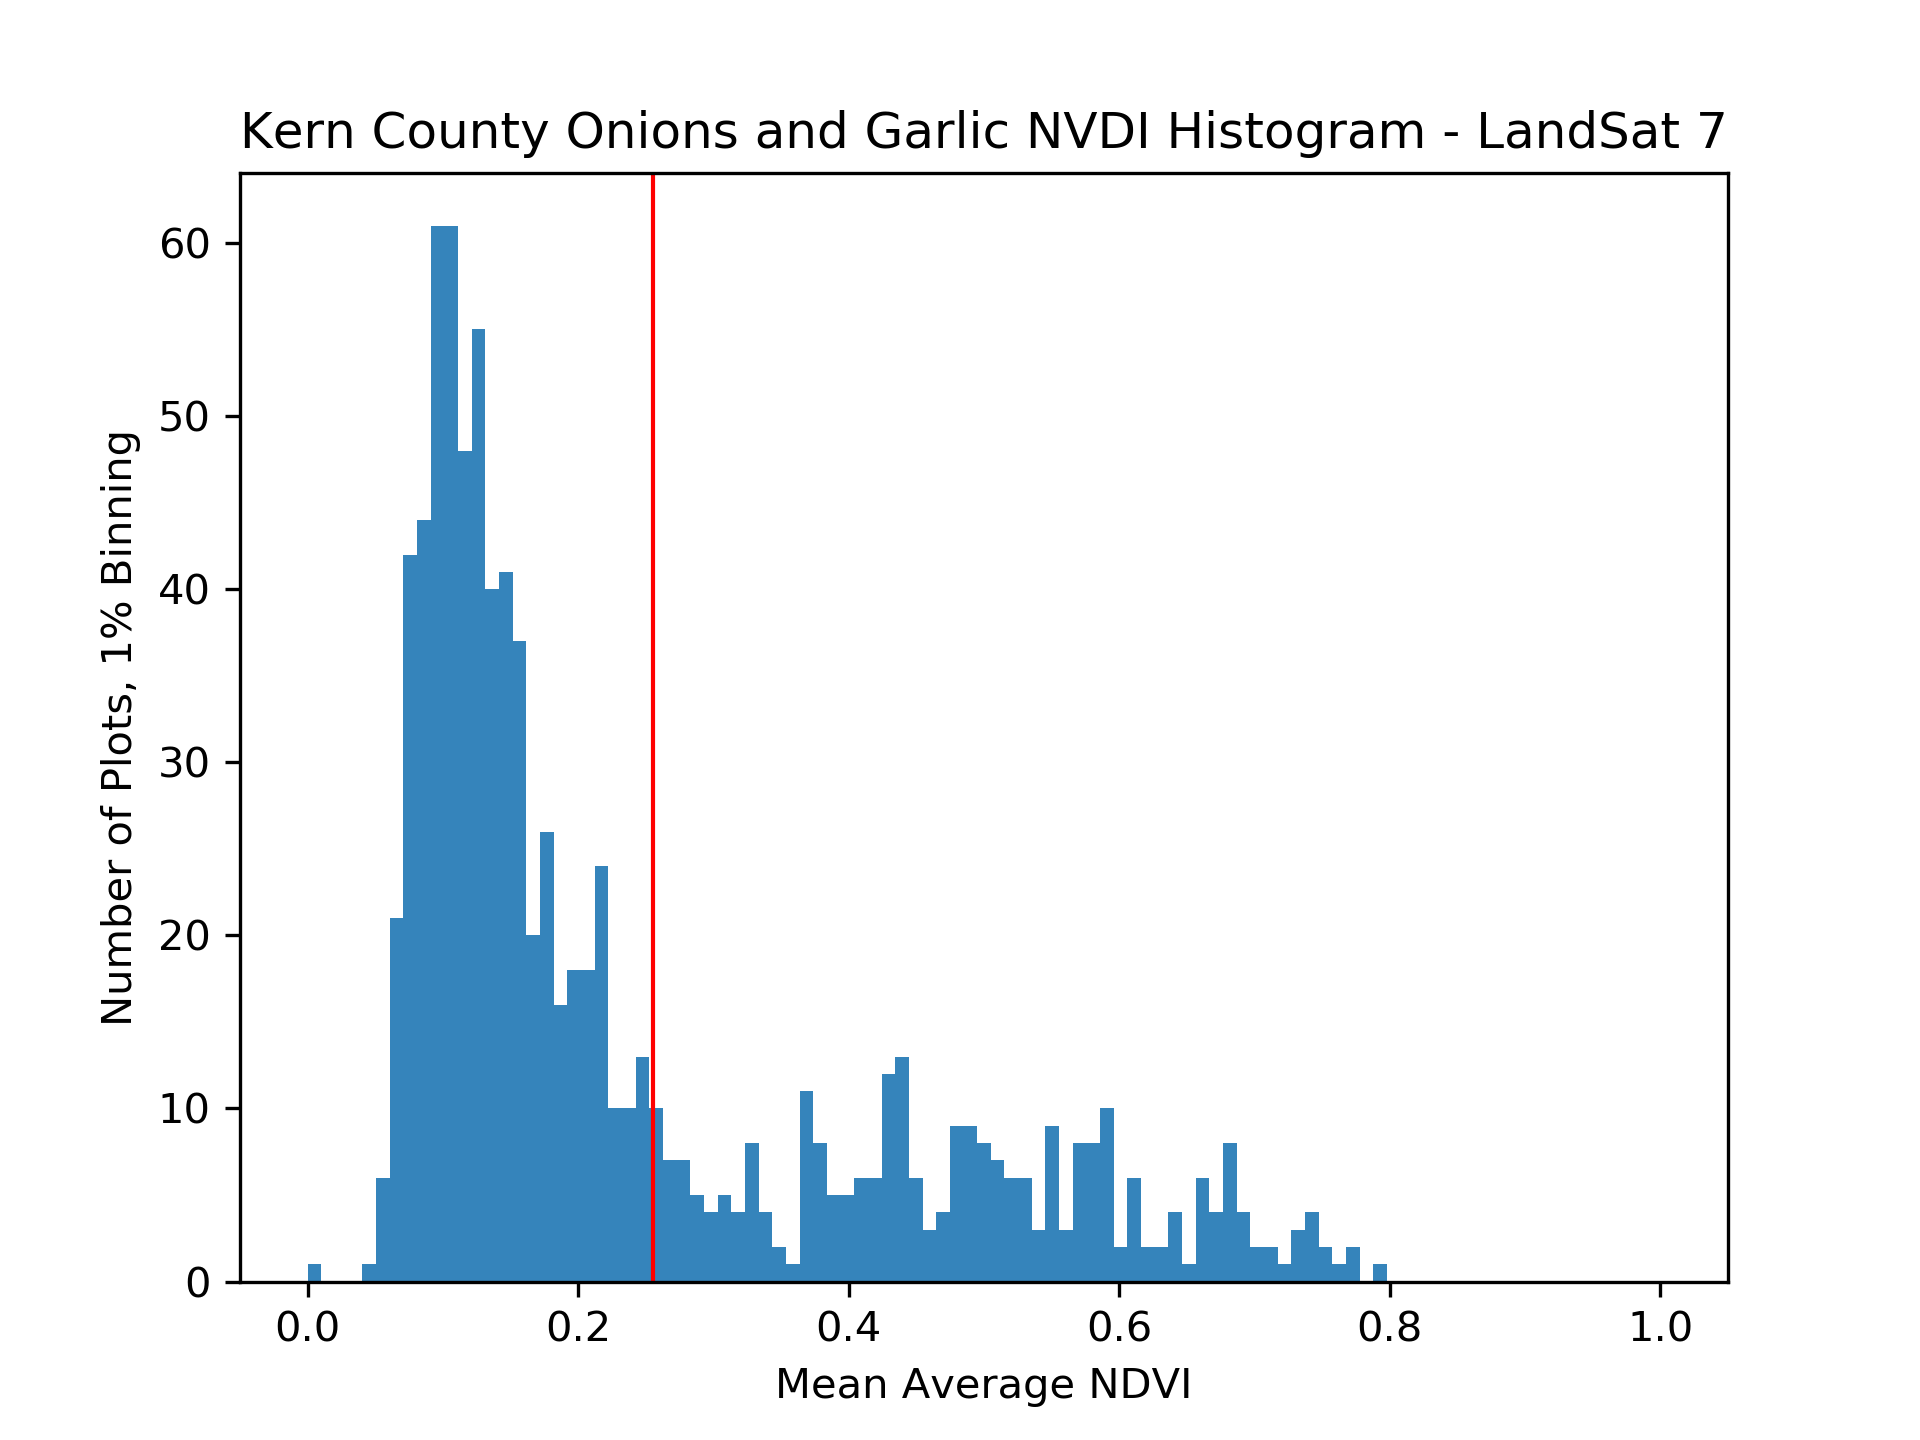 Kern County Onions and Garlic NVDI Histogram - LandSat 7
60
50
40
30
20
10
0
Number of Plots, 1% Binning
0.0 0.2 0.4 0.6 0.8 1.0
Mean Average NDVI